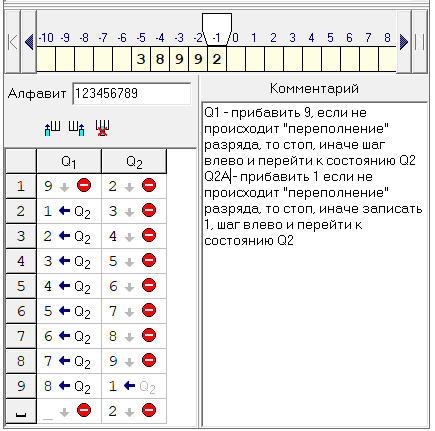 -10 -9 -8 -7 -6 -5 -4 -3 -2 -1 0 1 2 3 4 5 6 7 8 9 10
3 8 9 9 2
Алфавит 123456789
Комментарий
Q1 - прибавить 9, если не
происходит "переполнение"
разряда, то стоп, иначе шаг
влево и перейти к состоянию Q2
Q2A - прибавить 1 если не
происходит "переполнение"
разряда, то стоп, иначе записать
1, шаг влево и перейти к
состоянию Q2
Q1 Q2
1 9 2
2 1 Q2 3
3 2 Q2 4
4 3 Q2 5
5 4 Q2 6
6 5 Q2 7
7 6 Q2 8
8 7 Q2 9
9 8 Q2 1 Q2
_ 2